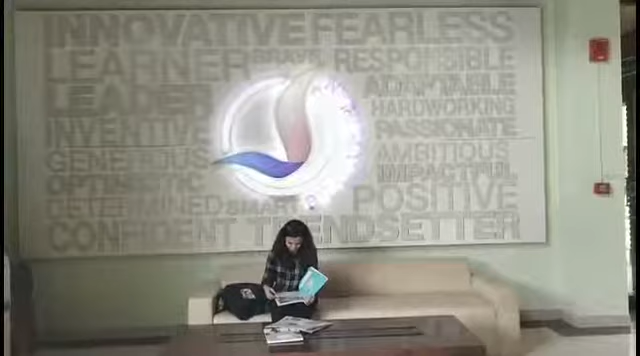 INNOVATIVE FEARLESS
LEARNER BRAVE RESPONSIBLE
LEADER ADAPTABLE
HARDWORKING
INVENTIVE PASSIONATE
GENEROUS AMBITIOUS
OPTIMISTIC IMPACTFUL
DETERMINED SMART POSITIVE
CONFIDENT TRENDSETTER